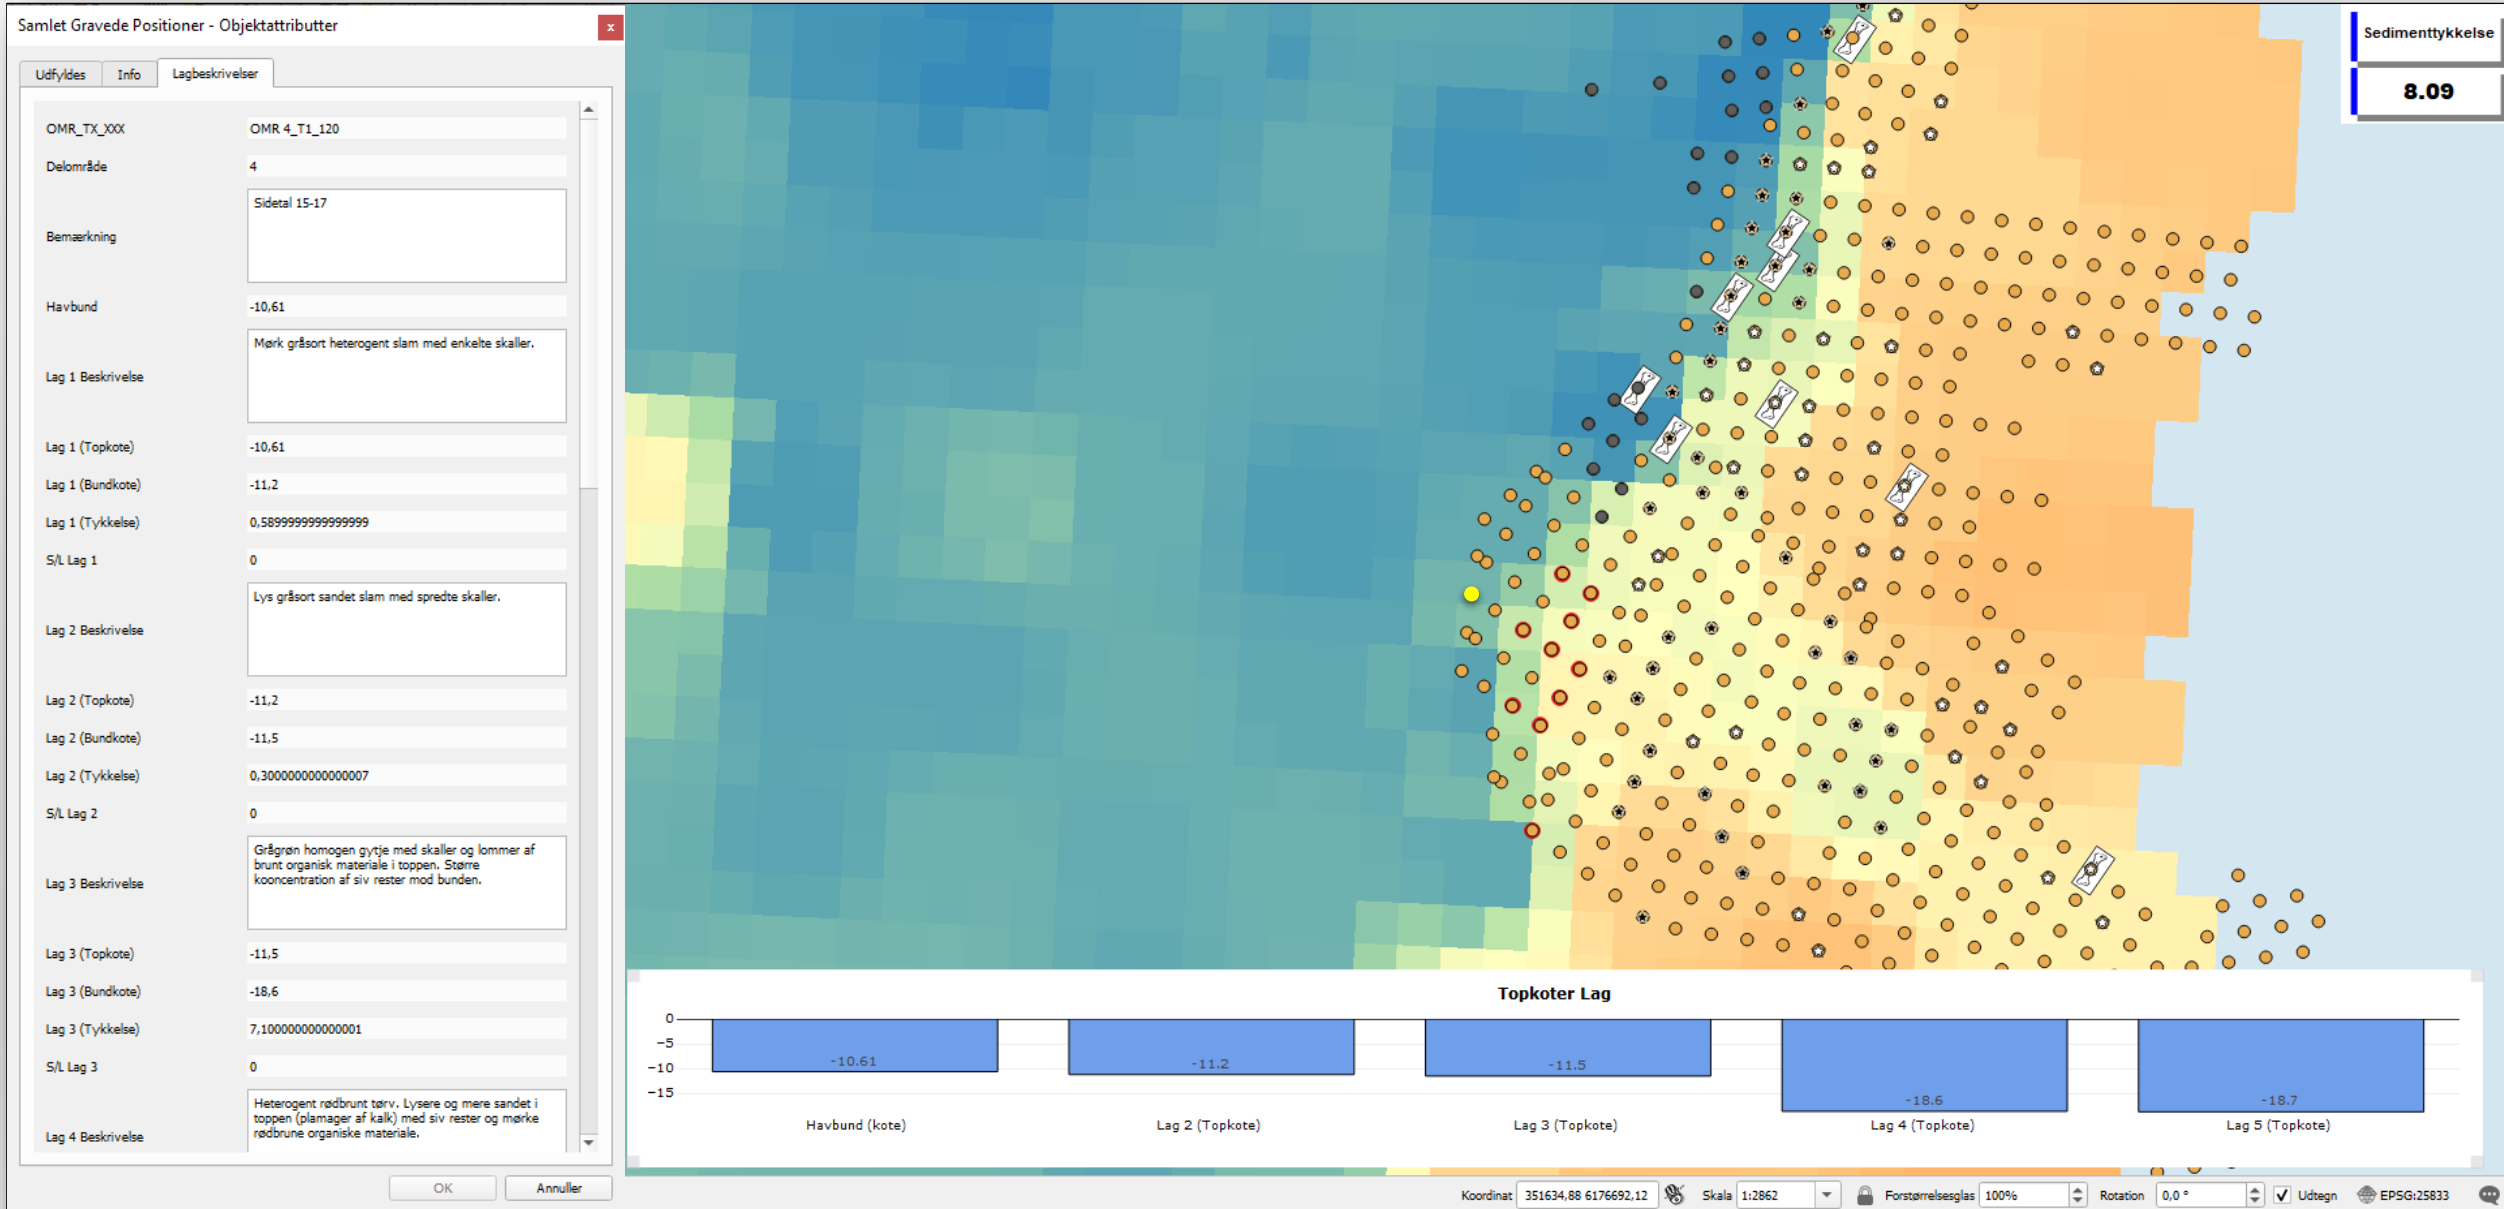 Samlet Gravede Positioner - Objektattributter
x
Udfyldes
Info
Lagbeskrivelser
OMR_TX_XXX
OMR 4_T1_120
Delområde
4
Bemærkning
Sidetal 15-17
Havbund
-10,61
Lag 1 Beskrivelse
Mørk gråsort heterogent slam med enkelte skaller.
Lag 1 (Topkote)
-10,61
Lag 1 (Bundkote)
-11,2
Lag 1 (Tykkelse)
0,5899999999999999
S/L Lag 1
0
Lag 2 Beskrivelse
Lys gråsort sandet slam med spredte skaller.
Lag 2 (Topkote)
-11,2
Lag 2 (Bundkote)
-11,5
Lag 2 (Tykkelse)
0,3000000000000007
S/L Lag 2
0
Lag 3 Beskrivelse
Grågrøn homogen gytje med skaller og lommer af
brunt organisk materiale i toppen. Større
kooncentration af siv rester mod bunden.
Lag 3 (Topkote)
-11,5
Lag 3 (Bundkote)
-18,6
Lag 3 (Tykkelse)
7,100000000000001
S/L Lag 3
0
Lag 4 Beskrivelse
Heterogent rødbrunt tørv. Lysere og mere sandet i
toppen (plamager af kalk) med siv rester og mørke
rødbrune organiske materiale.
OK
Annuller
Sedimenttykkelse
8.09
Topkoter Lag
0
−5
−10
−15
-10.61
-11.2
-11.5
-18.6
-18.7
Havbund (kote)
Lag 2 (Topkote)
Lag 3 (Topkote)
Lag 4 (Topkote)
Lag 5 (Topkote)
Koordinat
351634,88 6176692,12
Skala
1:2862
Forstørrelsesglas
100%
Rotation
0,0 °
Udtegn
EPSG:25833